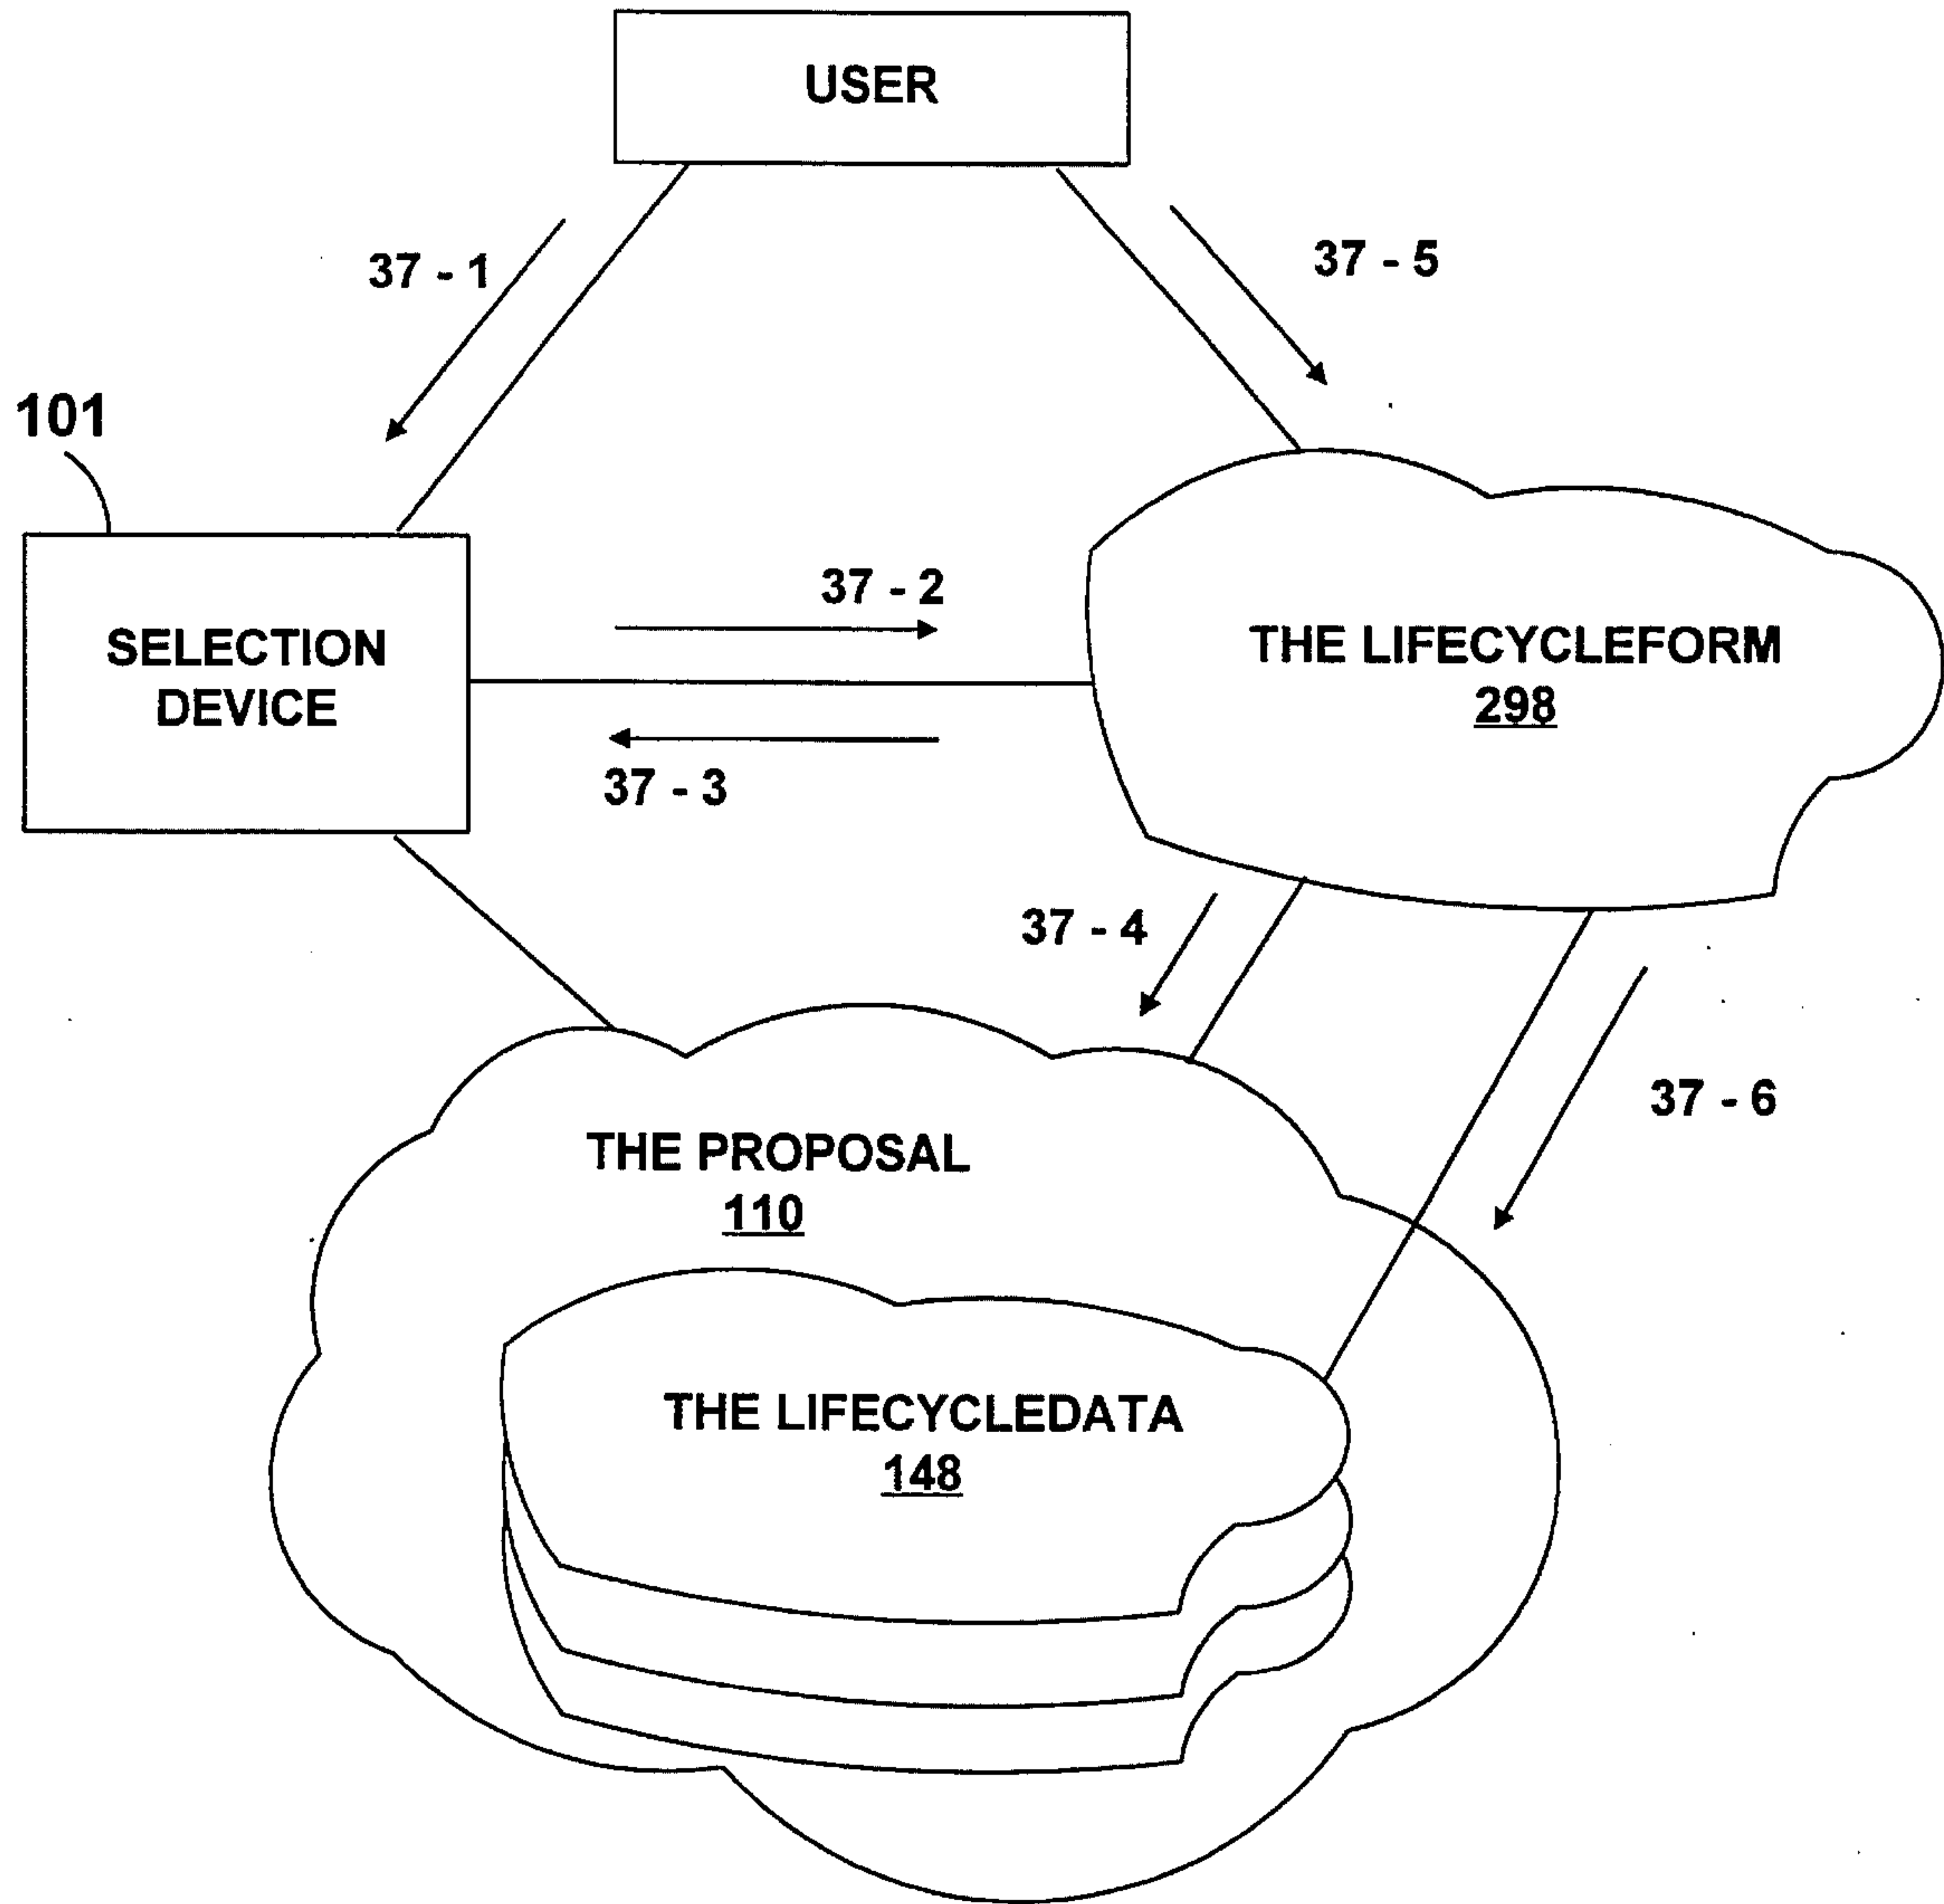 USER
37 - 1
37 - 5
101
37 - 2
SELECTION
DEVICE
THE LIFECYCLEFORM
298
37 - 3
37 - 4
37 - 6
THE PROPOSAL
110
THE LIFECYCLEDATA
148